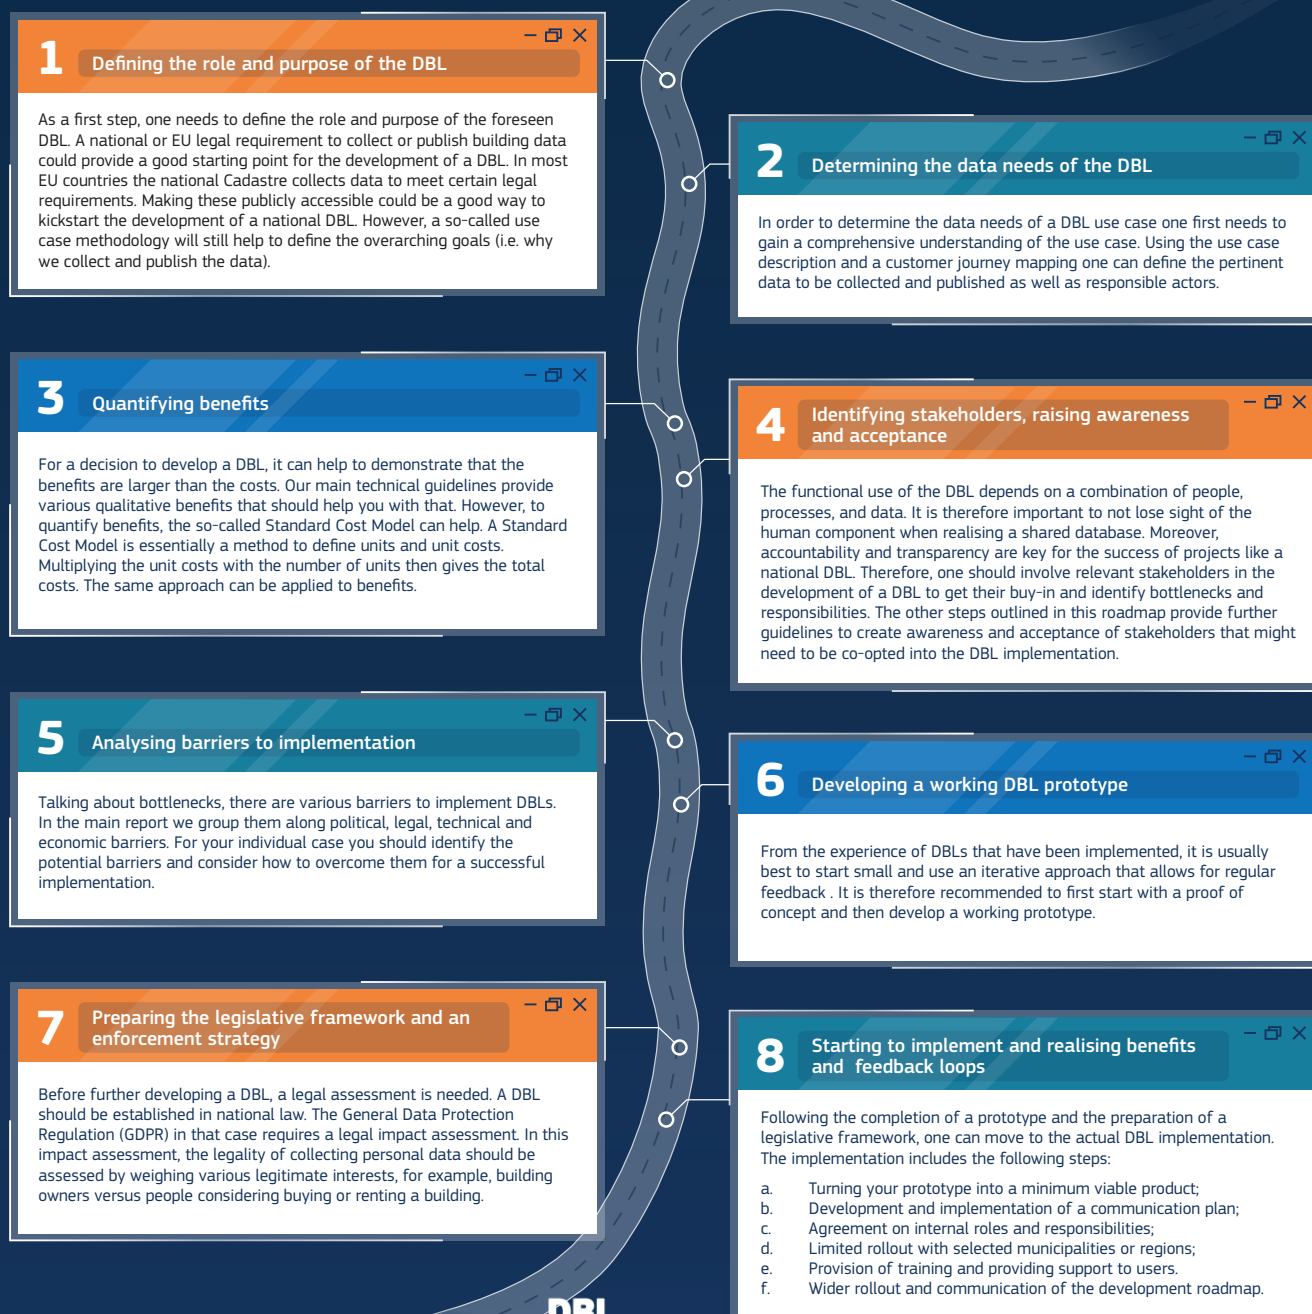 1
Defining the role and purpose of the DBL
As a first step, one needs to define the role and purpose of the foreseen
DBL. A national or EU legal requirement to collect or publish building data
could provide a good starting point for the development of a DBL. In most
EU countries the national Cadastre collects data to meet certain legal
requirements. Making these publicly accessible could be a good way to
kickstart the development of a national DBL. However, a so-called use
case methodology will still help to define the overarching goals (i.e. why
we collect and publish the data).
2
Determining the data needs of the DBL
In order to determine the data needs of a DBL use case one first needs to
gain a comprehensive understanding of the use case. Using the use case
description and a customer journey mapping one can define the pertinent
data to be collected and published as well as responsible actors.
3
Quantifying benefits
For a decision to develop a DBL, it can help to demonstrate that the
benefits are larger than the costs. Our main technical guidelines provide
various qualitative benefits that should help you with that. However, to
quantify benefits, the so-called Standard Cost Model can help. A Standard
Cost Model is essentially a method to define units and unit costs.
Multiplying the unit costs with the number of units then gives the total
costs. The same approach can be applied to benefits.
4
Identifying stakeholders, raising awareness
and acceptance
The functional use of the DBL depends on a combination of people,
processes, and data. It is therefore important to not lose sight of the
human component when realising a shared database. Moreover,
accountability and transparency are key for the success of projects like a
national DBL. Therefore, one should involve relevant stakeholders in the
development of a DBL to get their buy-in and identify bottlenecks and
responsibilities. The other steps outlined in this roadmap provide further
guidelines to create awareness and acceptance of stakeholders that might
need to be co-opted into the DBL implementation.
5
Analysing barriers to implementation
Talking about bottlenecks, there are various barriers to implement DBLs.
In the main report we group them along political, legal, technical and
economic barriers. For your individual case you should identify the
potential barriers and consider how to overcome them for a successful
implementation.
6
Developing a working DBL prototype
From the experience of DBLs that have been implemented, it is usually
best to start small and use an iterative approach that allows for regular
feedback . It is therefore recommended to first start with a proof of
concept and then develop a working prototype.
7
Preparing the legislative framework and an
enforcement strategy
Before further developing a DBL, a legal assessment is needed. A DBL
should be established in national law. The General Data Protection
Regulation (GDPR) in that case requires a legal impact assessment. In this
impact assessment, the legality of collecting personal data should be
assessed by weighing various legitimate interests, for example, building
owners versus people considering buying or renting a building.
8
Starting to implement and realising benefits
and  feedback loops
Following the completion of a prototype and the preparation of a
legislative framework, one can move to the actual DBL implementation.
The implementation includes the following steps:
a. Turning your prototype into a minimum viable product;
b. Development and implementation of a communication plan;
c. Agreement on internal roles and responsibilities;
d. Limited rollout with selected municipalities or regions;
e. Provision of training and providing support to users.
f. Wider rollout and communication of the development roadmap.
DBL